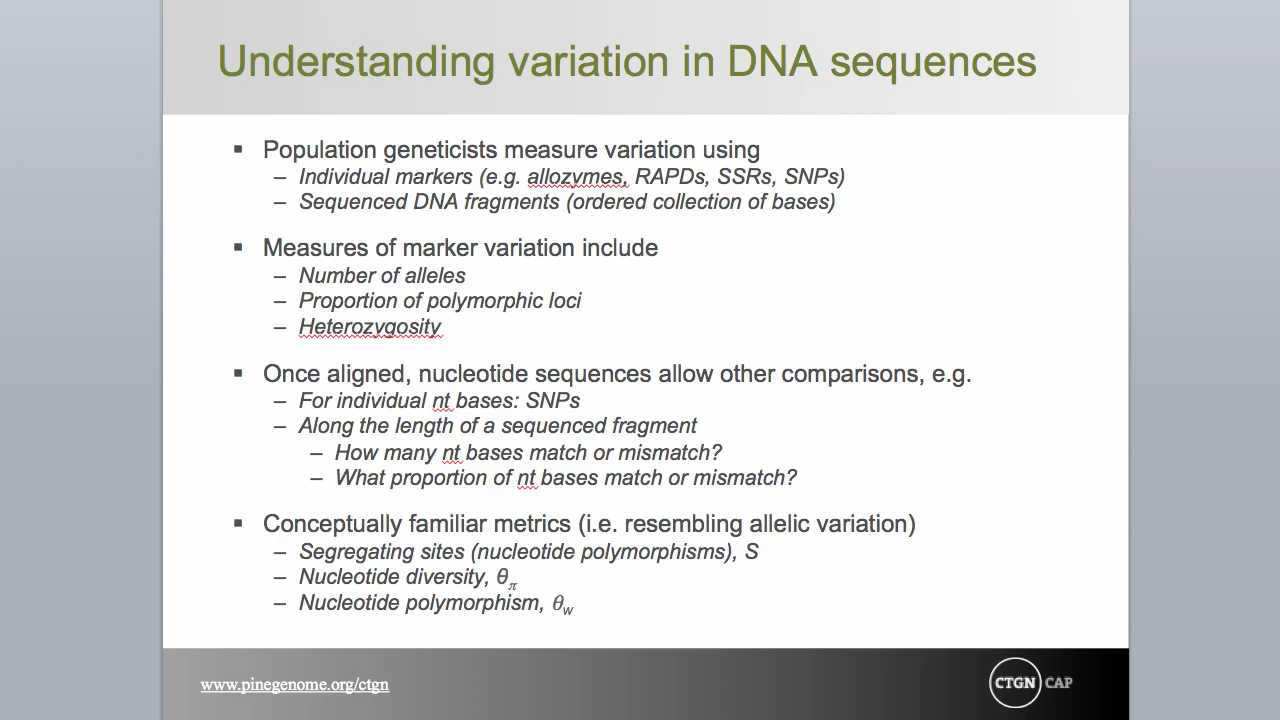 Understanding variation in DNA sequences
▪ Population geneticists measure variation using
– Individual markers (e.g. allozymes, RAPDs, SSRs, SNPs)
– Sequenced DNA fragments (ordered collection of bases)
▪ Measures of marker variation include
– Number of alleles
– Proportion of polymorphic loci
– Heterozygosity
▪ Once aligned, nucleotide sequences allow other comparisons, e.g.
– For individual nt bases: SNPs
– Along the length of a sequenced fragment
– How many nt bases match or mismatch?
– What proportion of nt bases match or mismatch?
▪ Conceptually familiar metrics (i.e. resembling allelic variation)
– Segregating sites (nucleotide polymorphisms), S
– Nucleotide diversity, θπ
– Nucleotide polymorphism, θw
www.pinegenome.org/ctgn
CTGN CAP